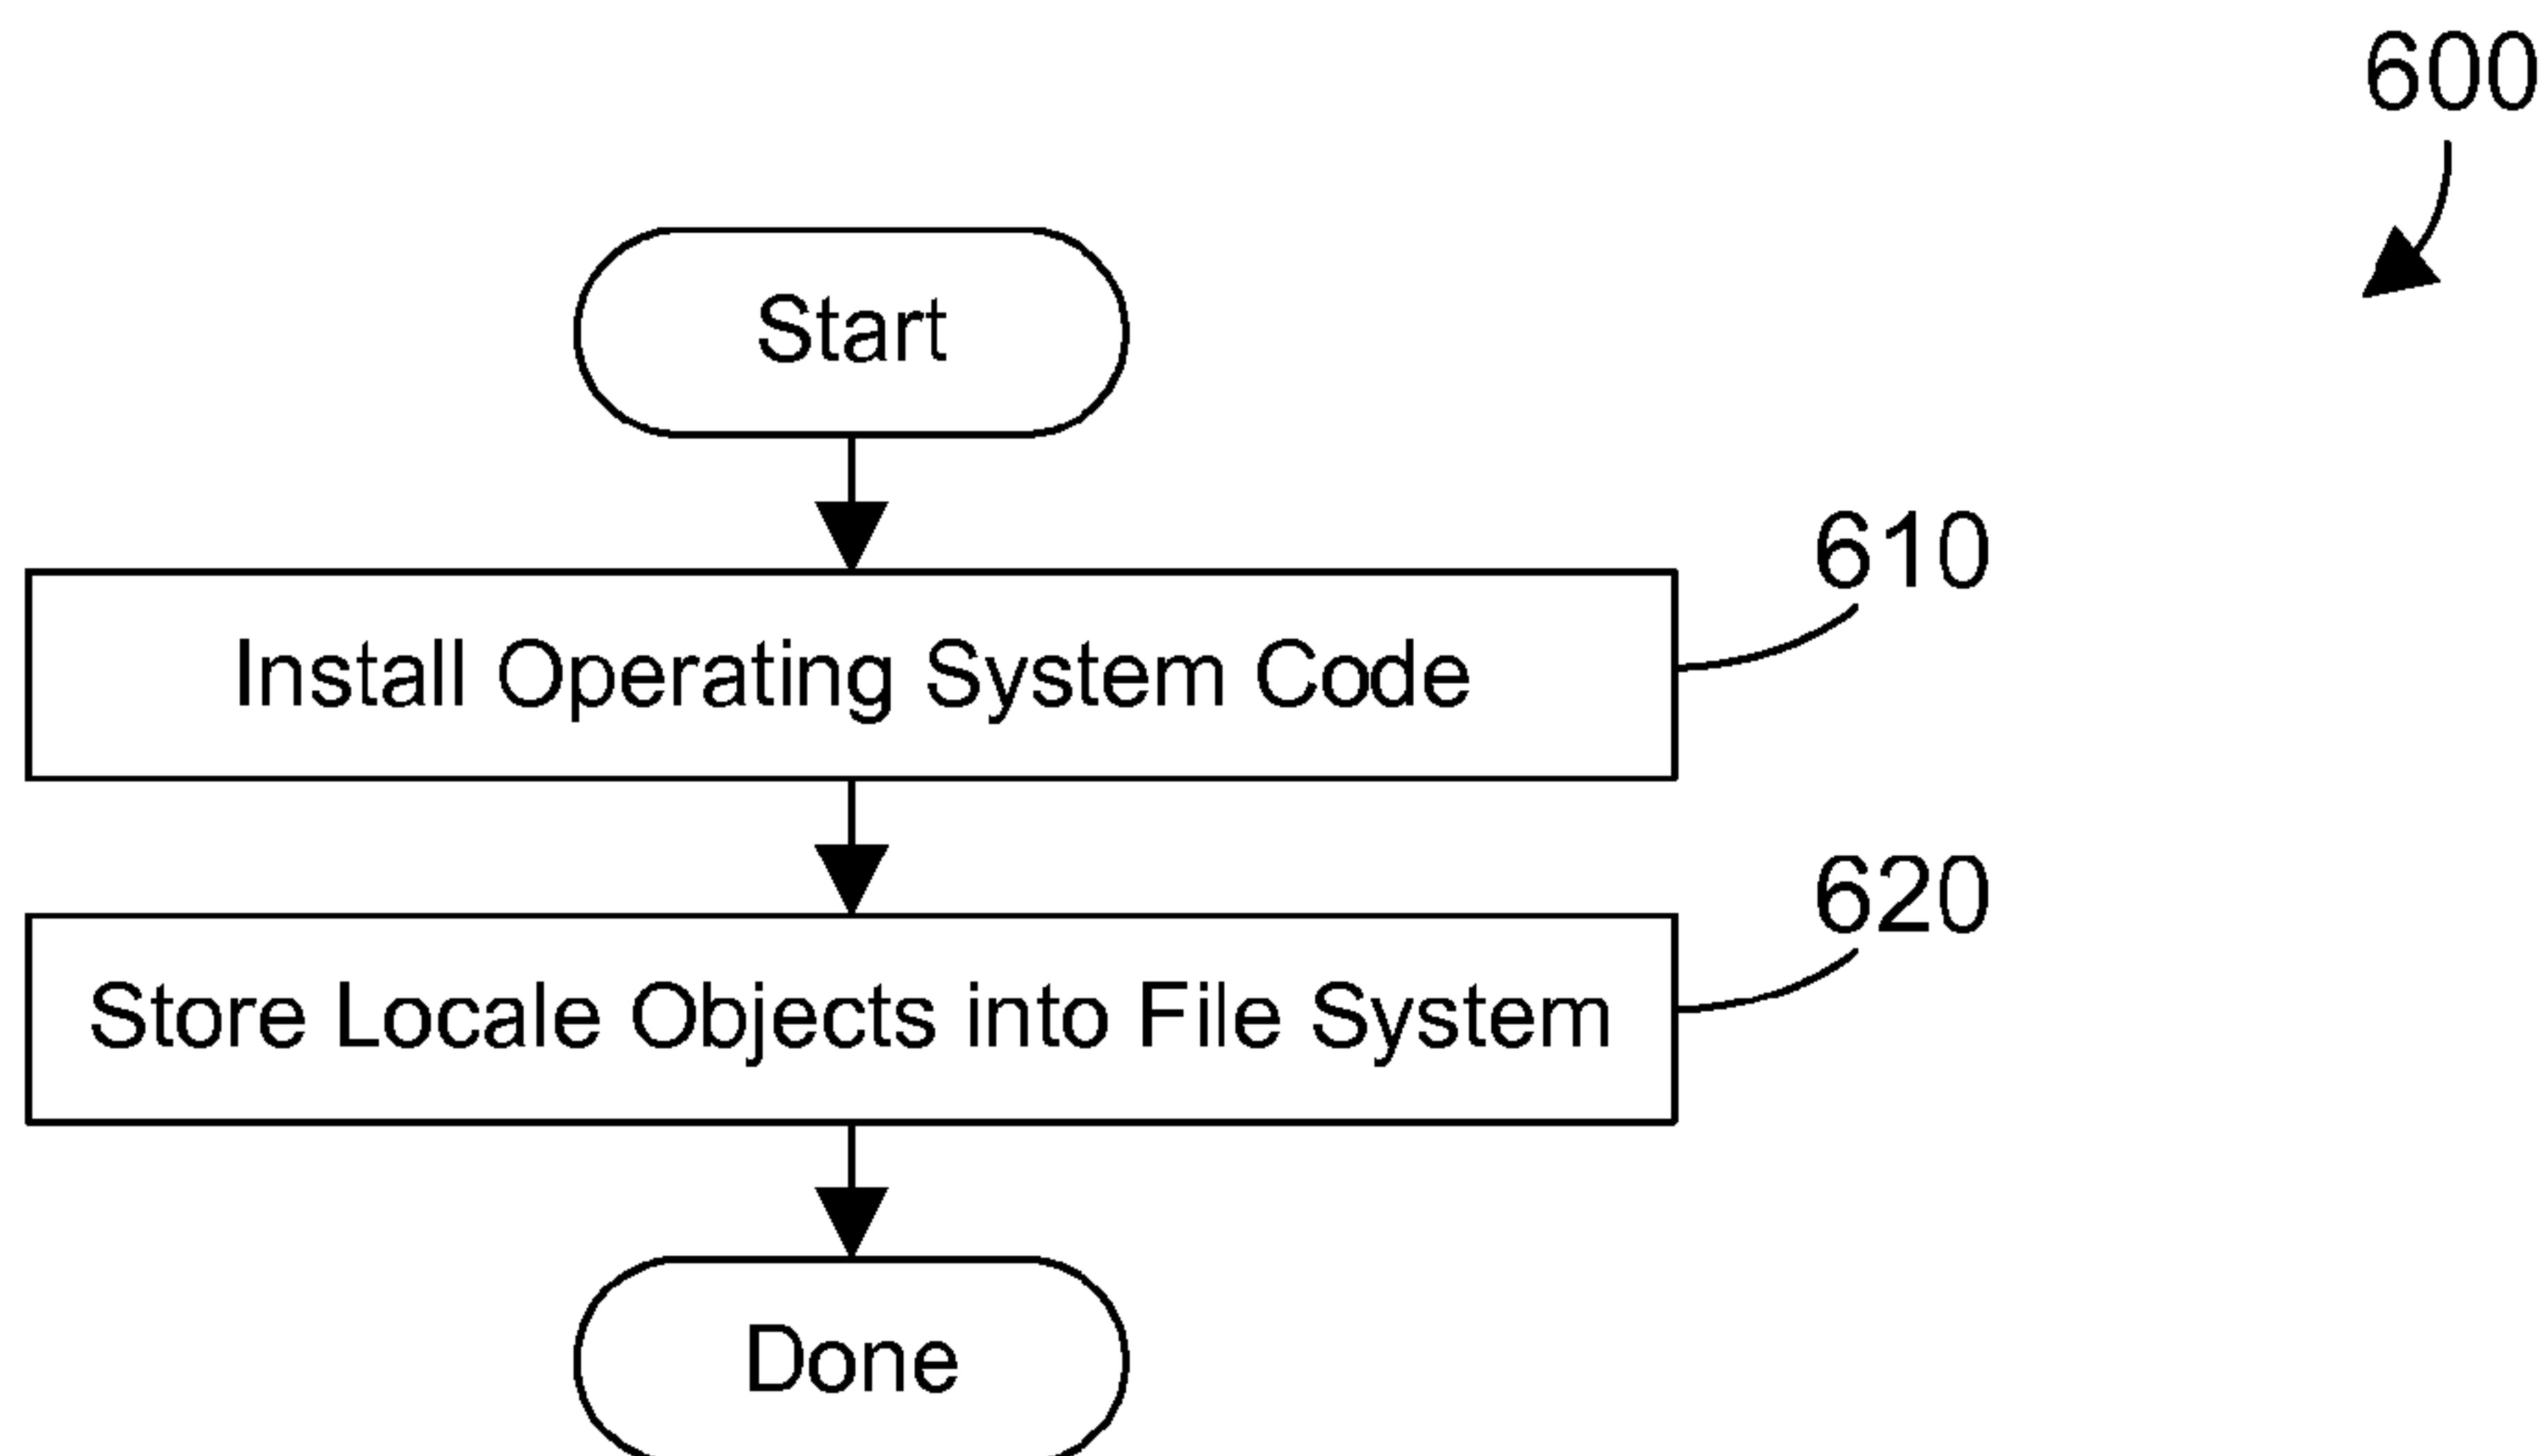 600
Start
610
Install Operating System Code
620
Store Locale Objects into File System
Done